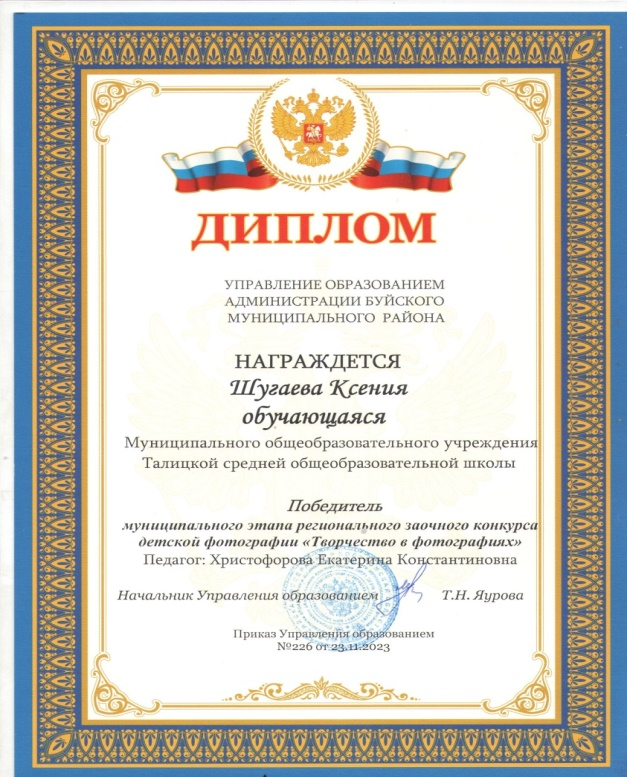 ДИПЛОМ
УПРАВЛЕНИЕ ОБРАЗОВАНИЕМ
АДМИНИСТРАЦИИ БУЙСКОГО
МУНИЦИПАЛЬНОГО РАЙОНА
НАГРАЖДЕТСЯ
Шугаева Ксения
обучающаяся
Муниципального общеобразовательного учреждения
Талицкой средней общеобразовательной школы
Победитель
муниципального этапа регионального заочного конкурса
детской фотографии «Творчество в фотографиях»
Педагог: Христофорова Екатерина Константиновна
Начальник Управления образованием Т.Н. Яурова
Приказ Управления образованием
№226 от 23.11.2023